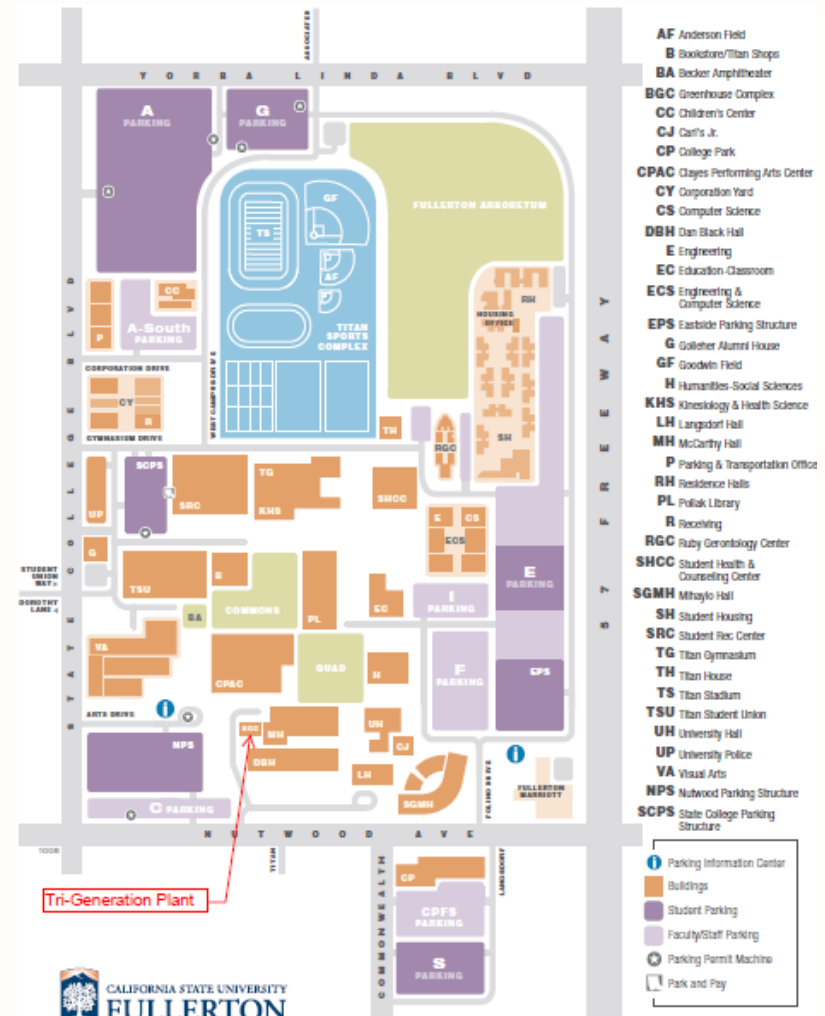 ASSOCIATED
YORBA LINDA BLVD
A
PARKING
G
PARKING
GF
TS
AF
FULLERTON ARBORETUM
RH
HOUSING
OFFICE
CC
P
A-South
PARKING
TITAN
SPORTS
COMPLEX
STATE COLLEGE BLVD
57 FREEWAY
CORPORATION DRIVE
WEST CAMPUS DRIVE
CY
R
GYMNASIUM DRIVE
TH
RGC
SH
SCPS
UP
SRC
TG
KHS
SHCC
E
CS
ECS
G
STUDENT
UNION
WAY
DOROTHY
LANE
TSU
B
COMMONS
PL
EC
I
PARKING
E
PARKING
BA
VA
CPAC
QUAD
H
F
PARKING
EPS
ARTS DRIVE
NPS
BGC
MH
UH
CJ
DBH
LH
SGMH
FOLINO DRIVE
FULLERTON
MARRIOTT
C PARKING
NUTWOOD AVE
TITAN
COMMONWEALTH
LANGSDORF
Tri-Generation Plant
CP
CPFS
PARKING
S
PARKING
CALIFORNIA STATE UNIVERSITY
FULLERTON
AF Anderson Field
B Bookstore/Titan Shops
BA Becker Amphitheater
BGC Greenhouse Complex
CC Children's Center
CJ Carl's Jr.
CP College Park
CPAC Clayes Performing Arts Center
CY Corporation Yard
CS Computer Science
DBH Dan Black Hall
E Engineering
EC Education-Classroom
ECS Engineering &
Computer Science
EPS Eastside Parking Structure
G Golleher Alumni House
GF Goodwin Field
H Humanities-Social Sciences
KHS Kinesiology & Health Science
LH Langsdorf Hall
MH McCarthy Hall
P Parking & Transportation Office
RH Residence Halls
PL Pollak Library
R Receiving
RGC Ruby Gerontology Center
SHCC Student Health &
Counseling Center
SGMH Mihaylo Hall
SH Student Housing
SRC Student Rec Center
TG Titan Gymnasium
TH Titan House
TS Titan Stadium
TSU Titan Student Union
UH University Hall
UP University Police
VA Visual Arts
NPS Nutwood Parking Structure
SCPS State College Parking
Structure
Parking Information Center
Buildings
Student Parking
Faculty/Staff Parking
Parking Permit Machine
Park and Pay